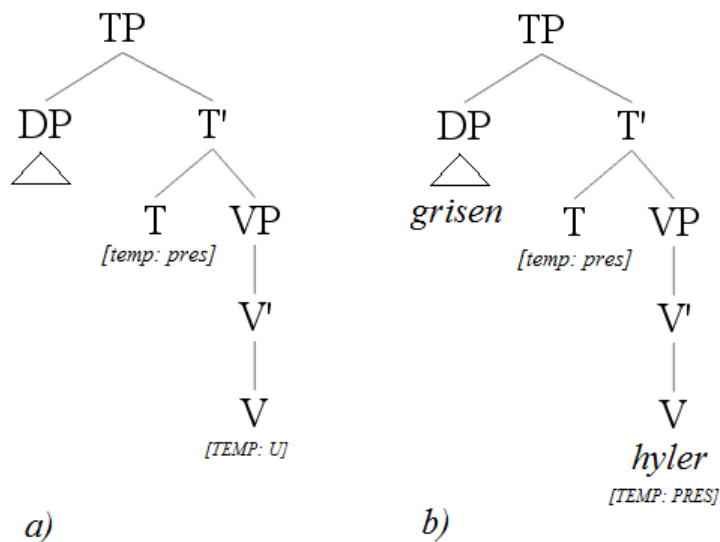 TP
DP T'
T VP
[temp: pres]
V'
V
[TEMP: U]
a)
TP
DP T'
grisen
T VP
[temp: pres]
V'
V
hyler
[TEMP: PRES]
b)